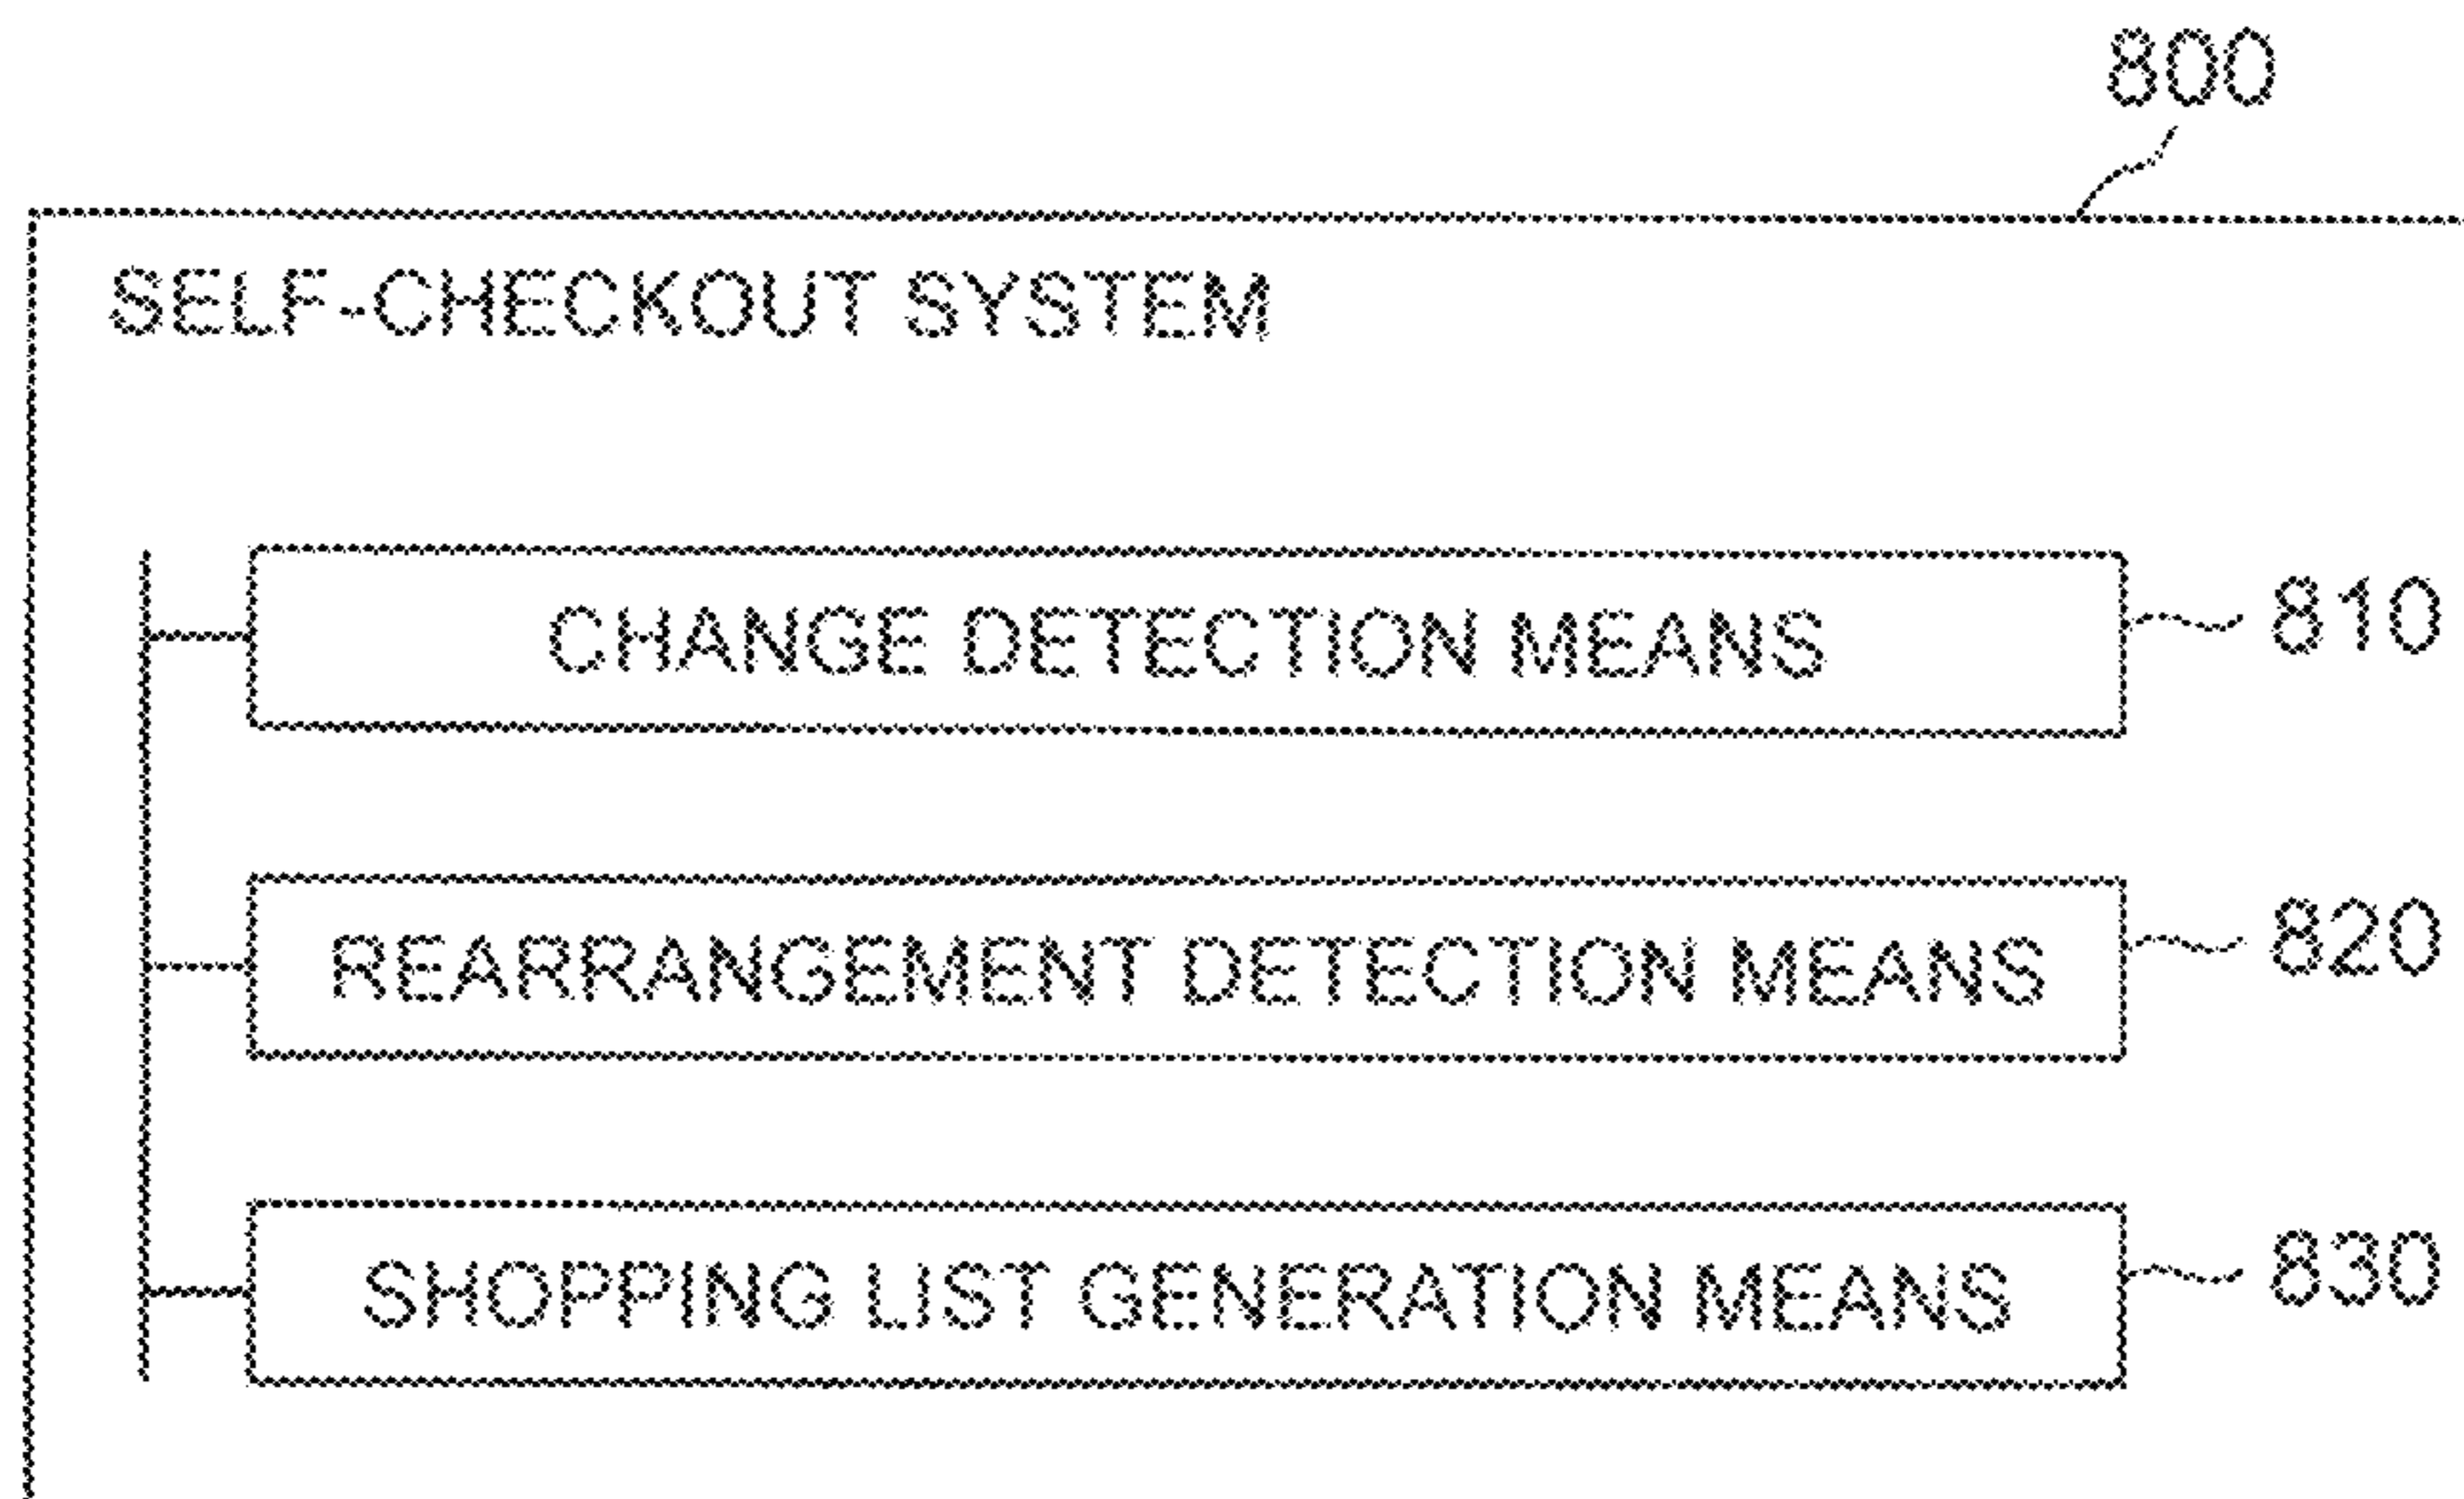 800
SELF-CHECKOUT SYSTEM
CHANGE DETECTION MEANS 810
REARRANGEMENT DETECTION MEANS 820
SHOPPING LIST GENERATION MEANS 830